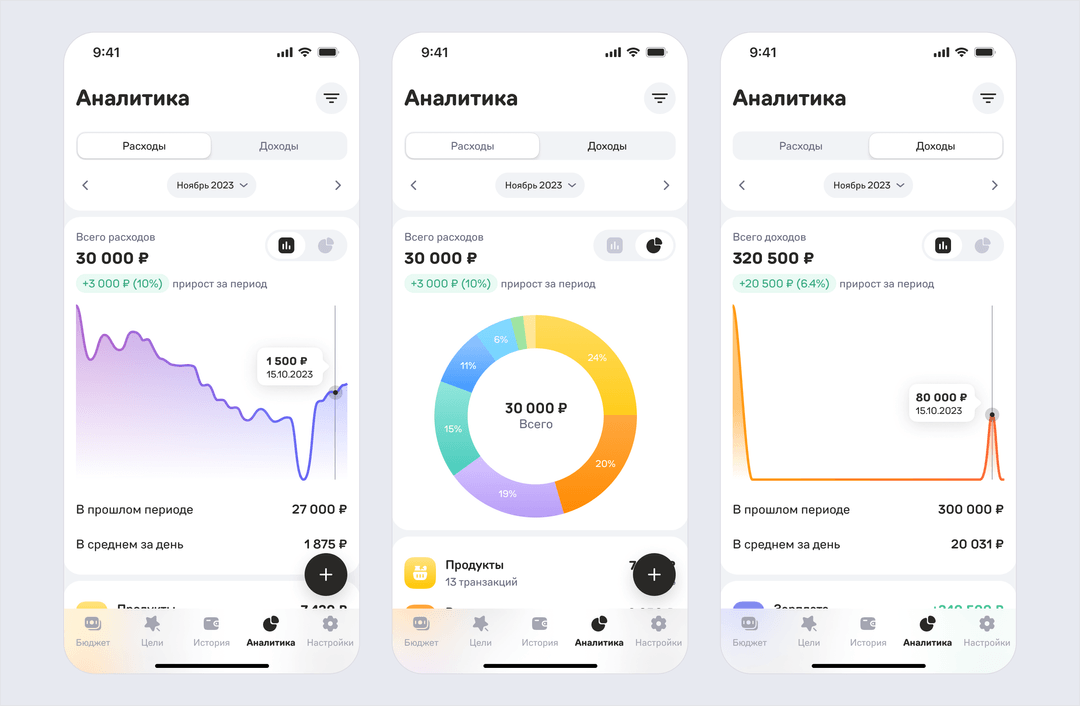 9:41
Аналитика
Расходы
Доходы
Ноябрь 2023
Всего расходов
30 000 ₽
+3 000 ₽ (10%) прирост за период
1 500 ₽
15.10.2023
В прошлом периоде 27 000 ₽
В среднем за день 1 875 ₽
Продукты
Бюджет
Цели
История
Аналитика
Настройки
9:41
Аналитика
Расходы
Доходы
Ноябрь 2023
Всего расходов
30 000 ₽
+3 000 ₽ (10%) прирост за период
6%
24%
11%
30 000 ₽
Всего
15%
20%
19%
Продукты
13 транзакций
Бюджет
Цели
История
Аналитика
Настройки
9:41
Аналитика
Расходы
Доходы
Ноябрь 2023
Всего доходов
320 500 ₽
+20 500 ₽ (6.4%) прирост за период
80 000 ₽
15.10.2023
В прошлом периоде 300 000 ₽
В среднем за день 20 031 ₽
Зарплата
Бюджет
Цели
История
Аналитика
Настройки